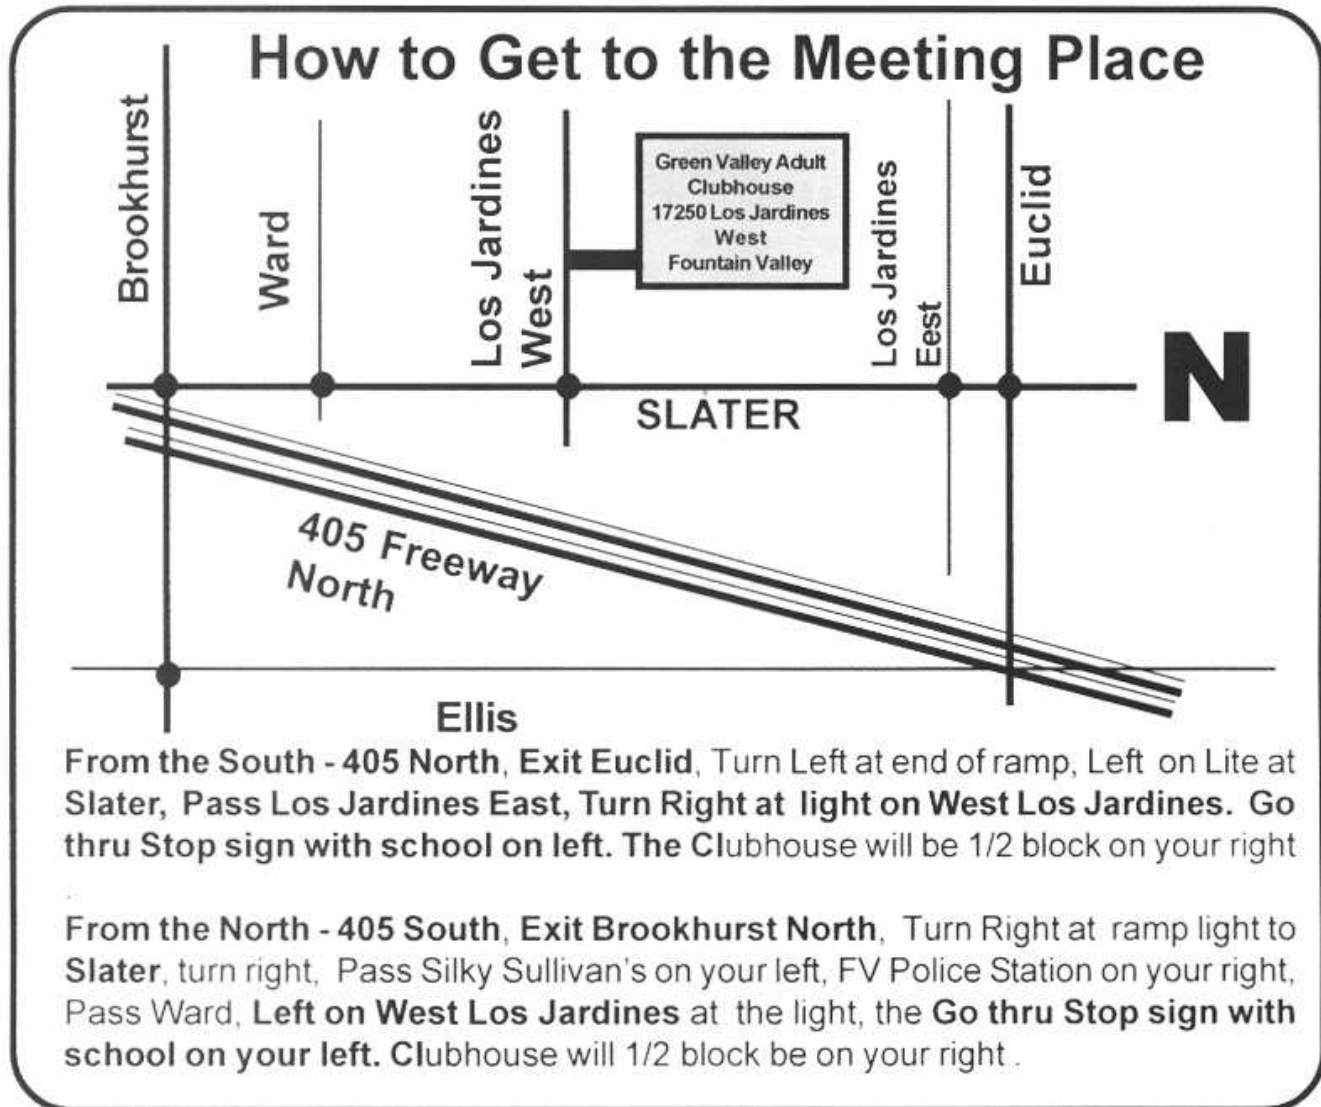 How to Get to the Meeting Place
Brookhurst
Ward
Los Jardines
West
Green Valley Adult
Clubhouse
17250 Los Jardines
West
Fountain Valley
Los Jardines
Eest
Euclid
N
SLATER
405 Freeway
North
Ellis
From the South - 405 North, Exit Euclid, Turn Left at end of ramp, Left on Lite at
Slater, Pass Los Jardines East, Turn Right at light on West Los Jardines. Go
thru Stop sign with school on left. The Clubhouse will be 1/2 block on your right
.
From the North - 405 South, Exit Brookhurst North, Turn Right at ramp light to
Slater, turn right, Pass Silky Sullivan's on your left, FV Police Station on your right,
Pass Ward, Left on West Los Jardines at the light, the Go thru Stop sign with
school on your left. Clubhouse will 1/2 block be on your right .